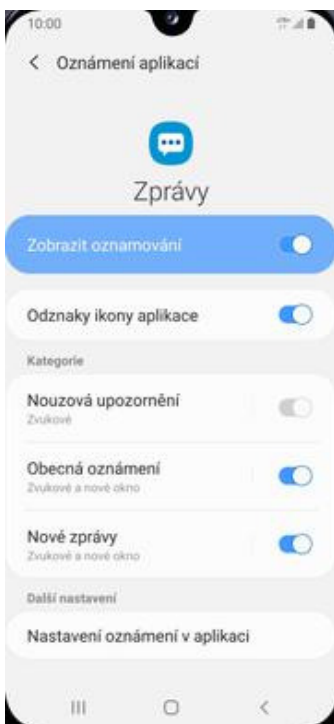 10:00
Oznámení aplikací
Zprávy
Zobrazit oznamování
Odznaky ikony aplikace
Kategorie
Nouzová upozornění
Zvukové
Obecná oznámení
Zvukové a nové okno
Nové zprávy
Zvukové a nové okno
Další nastavení
Nastavení oznámení v aplikaci